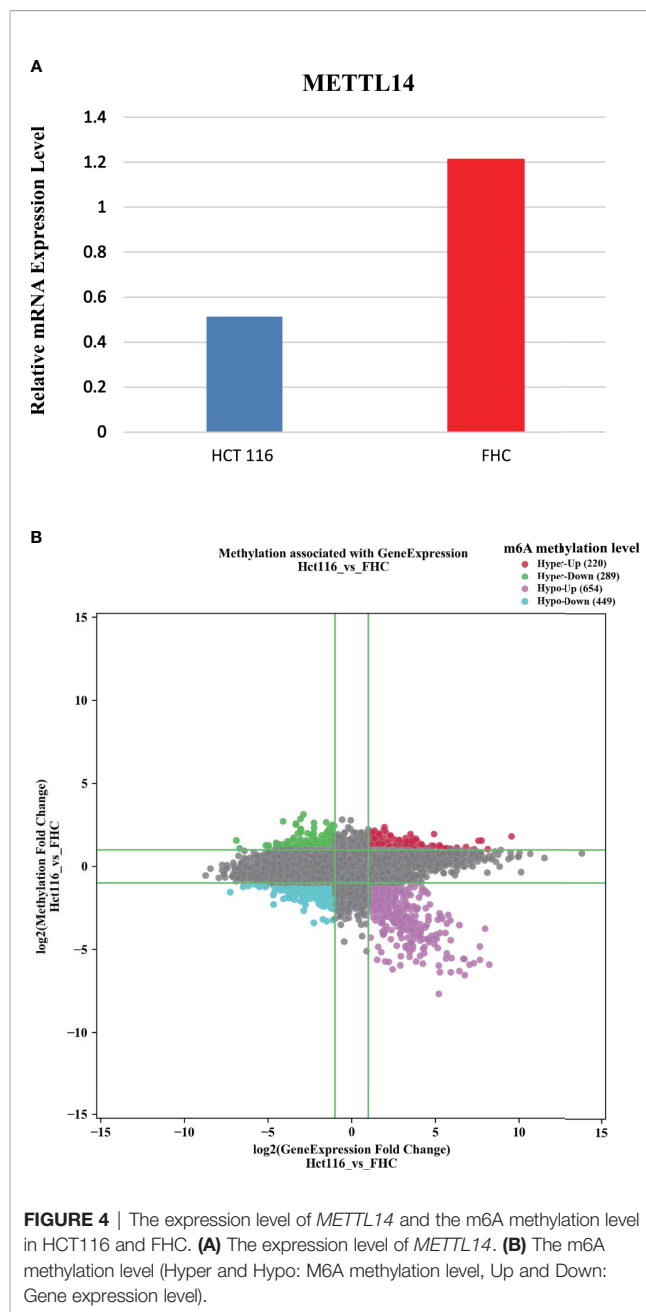 A
METTL14
Relative mRNA Expression Level
1.4
1.2
1
0.8
0.6
0.4
0.2
0
HCT 116
FHC
B
Methylation associated with GeneExpression
Hct116_vs_FHC
m6A methylation level
Hyper-Up (220)
Hyper-Down (289)
Hypo-Up (654)
Hypo-Down (449)
log2(Methylation Fold Change)
Hct116_vs_FHC
15
10
5
0
−5
−10
−15
−15
−10
−5
0
5
10
15
log2(GeneExpression Fold Change)
Hct116_vs_FHC
FIGURE 4 | The expression level of METTL14 and the m6A methylation level
in HCT116 and FHC. (A) The expression level of METTL14. (B) The m6A
methylation level (Hyper and Hypo: M6A methylation level, Up and Down:
Gene expression level).